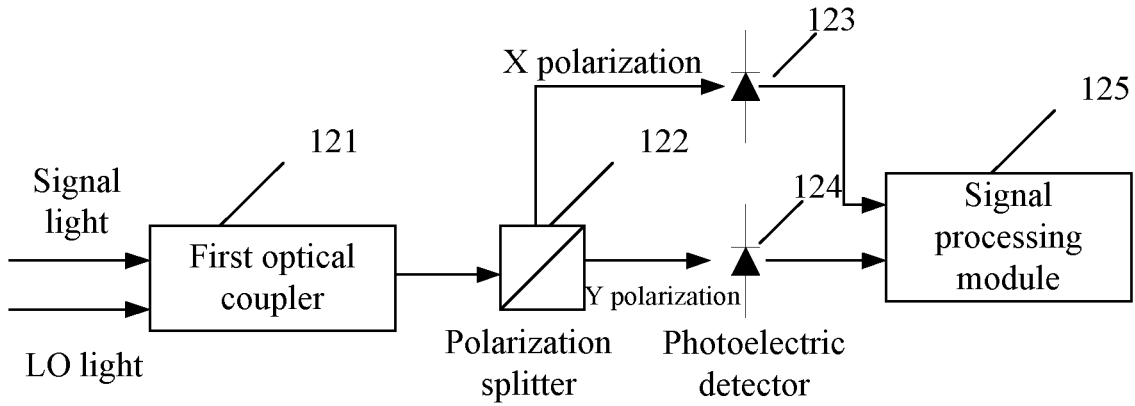 123
X polarization
125
121
122
Signal
light
124
Signal
processing
module
First optical
coupler
Y polarization
LO light
Polarization
splitter
Photoelectric
detector